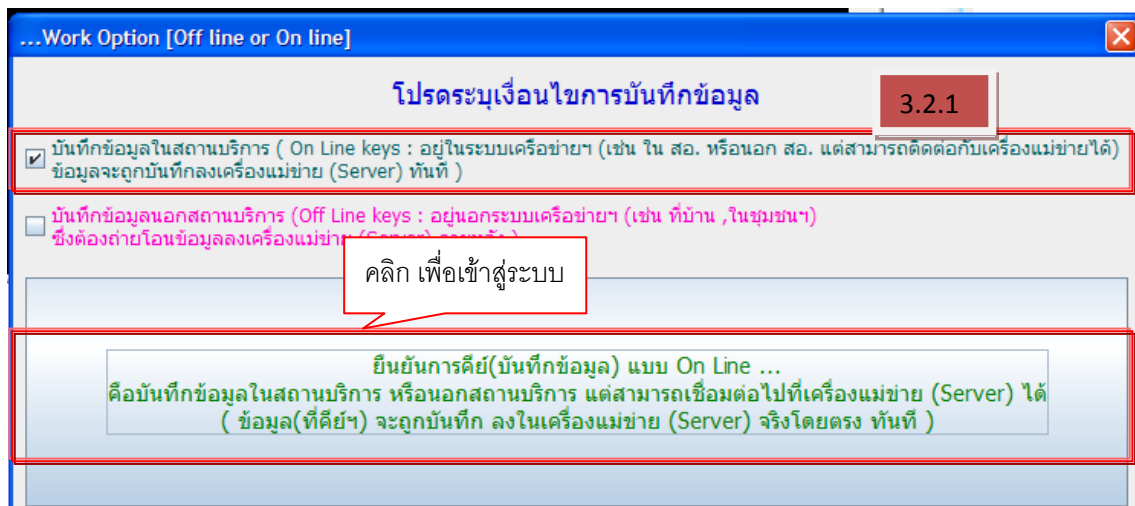 ...Work Option [Off line or On line]
โปรดระบุเงื่อนไขการบันทึกข้อมูล
3.2.1
บันทึกข้อมูลในสถานบริการ ( On Line keys : อยู่ในระบบเครือข่ายฯ (เช่น ใน สอ. หรือนอก สอ. แต่สามารถติดต่อกับเครื่องแม่ข่ายได้)
ข้อมูลจะถูกบันทึกลงเครื่องแม่ข่าย (Server) ทันที )
บันทึกข้อมูลนอกสถานบริการ (Off Line keys : อยู่นอกระบบเครือข่ายฯ (เช่น ที่บ้าน ,ในชุมชนฯ)
ซึ่งต้องถ่ายโอนข้อมูลลงเครื่องแม่ข่าย
คลิก เพื่อเข้าสู่ระบบ
ยืนยันการคีย์(บันทึกข้อมูล) แบบ On Line ...
คือบันทึกข้อมูลในสถานบริการ หรือนอกสถานบริการ แต่สามารถเชื่อมต่อไปที่เครื่องแม่ข่าย (Server) ได้
( ข้อมูล(ที่คีย์ฯ) จะถูกบันทึก ลงในเครื่องแม่ข่าย (Server) จริงโดยตรง ทันที )